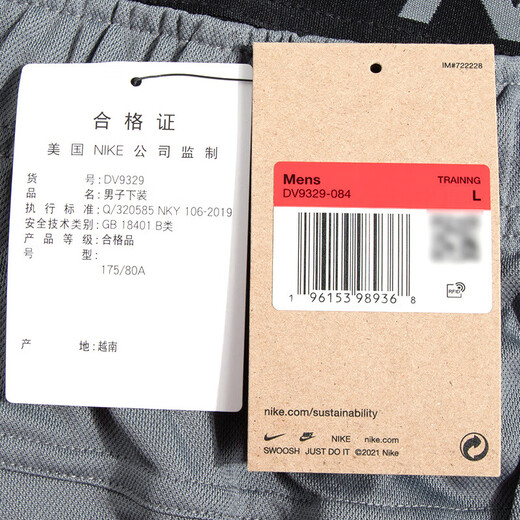 合格证
美国 NIKE 公司监制
货 号: DV9329
品 名: 男子下装
执行标准: Q/320585 NKY 106-2019
安全技术类别: GB 18401 B类
产品等级: 合格品
号 型:
175/80A
产 地: 越南
IM#722228
Mens TRAINNG
DV9329-084 L
1 96153 98936 8
RFID
nike.com/sustainability
NIKE nike.com
SWOOSH JUST DO IT ©2021 Nike